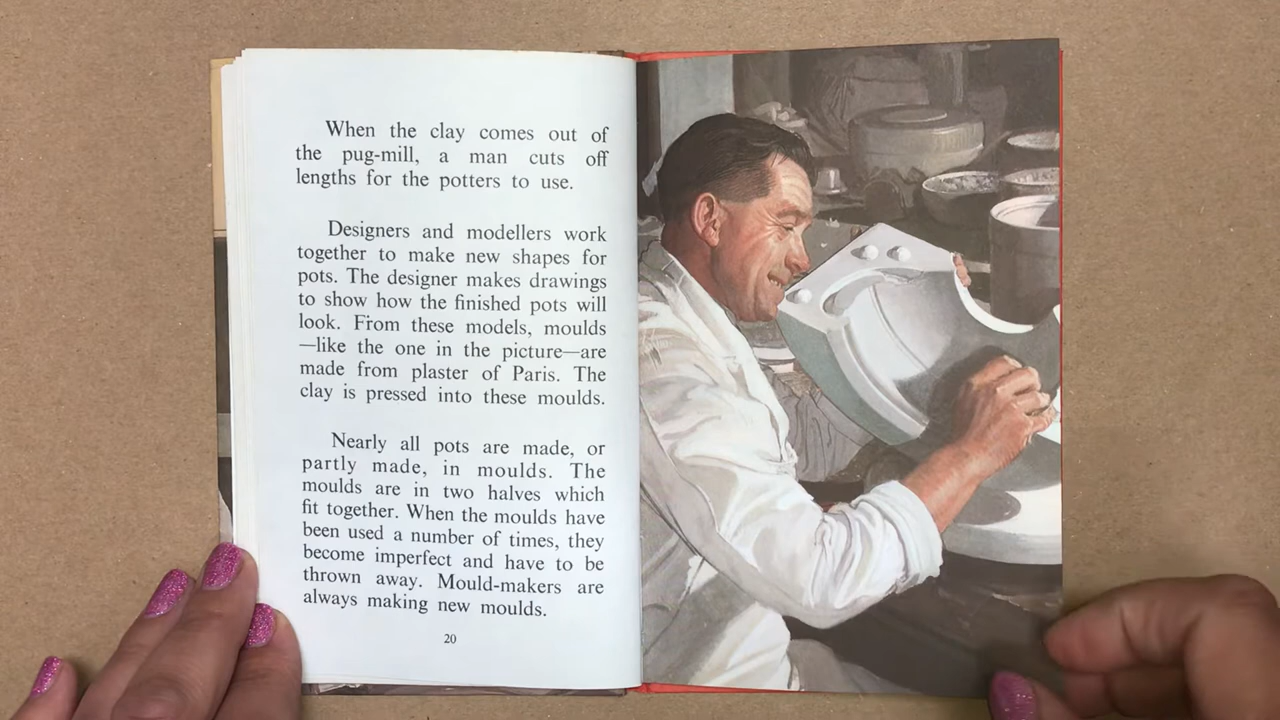 When the clay comes out of
the pug-mill, a man cuts off
lengths for the potters to use.
Designers and modellers work
together to make new shapes for
pots. The designer makes drawings
to show how the finished pots will
look. From these models, moulds
—like the one in the picture—are
made from plaster of Paris. The
clay is pressed into these moulds.
Nearly all pots are made, or
partly made, in moulds. The
moulds are in two halves which
fit together. When the moulds have
been used a number of times, they
become imperfect and have to be
thrown away. Mould-makers are
always making new moulds.
20